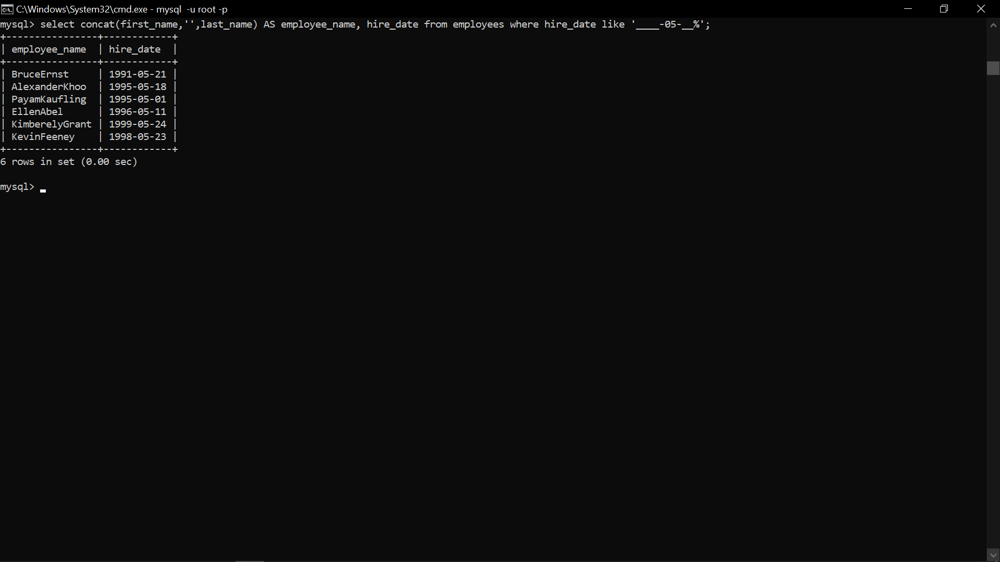 C:\Windows\System32\cmd.exe - mysql  -u root -p
mysql> select concat(first_name,'',last_name) AS employee_name, hire_date from employees where hire_date like '____-05-__%';
+----------------+------------+
| employee_name  | hire_date  |
+----------------+------------+
| BruceErnst     | 1991-05-21 |
| AlexanderKhoo  | 1995-05-18 |
| PayamKaufling  | 1995-05-01 |
| EllenAbel      | 1996-05-11 |
| KimberelyGrant | 1999-05-24 |
| KevinFeeney    | 1998-05-23 |
+----------------+------------+
6 rows in set (0.00 sec)
mysql>